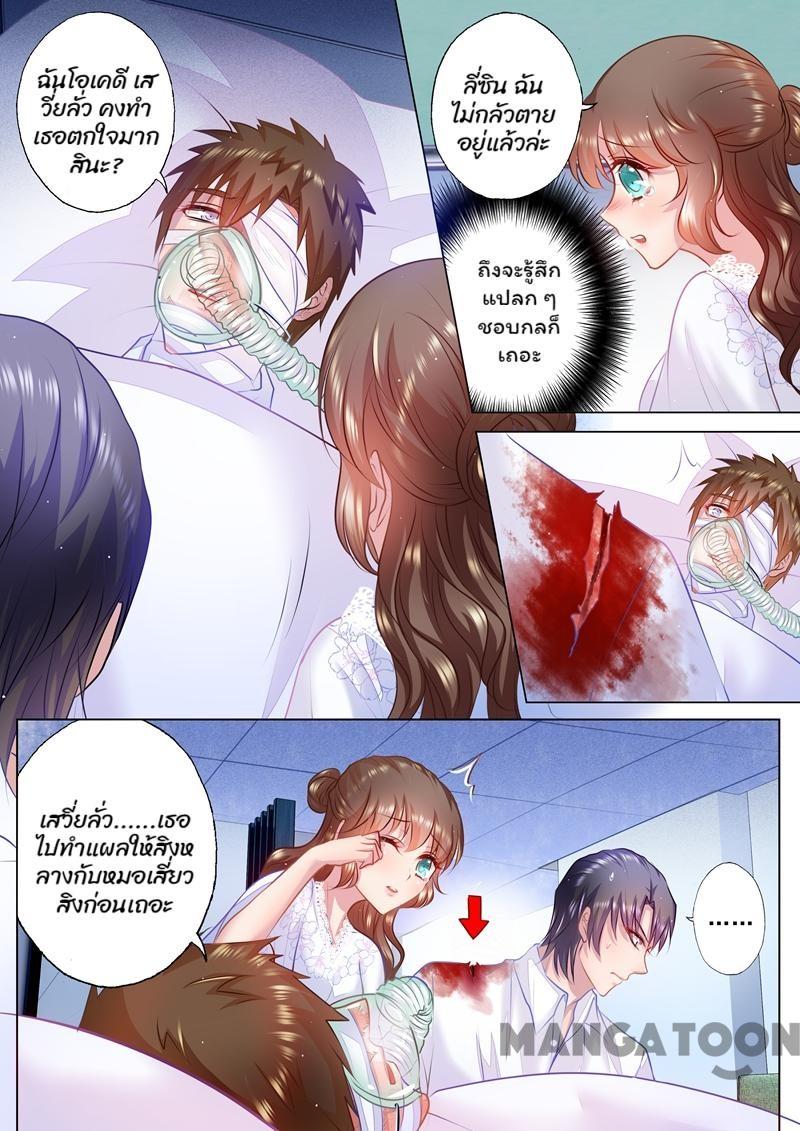 ฉันโอเคดี เส
วี่ยลั่ว คงทำ
เธอตกใจมาก
สินะ?
ลี่ซิน ฉัน
ไม่กลัวตาย
อยู่แล้วล่ะ
ถึงจะรู้สึก
แปลก ๆ
ชอบกลก็
เถอะ
เสวี่ยลั่ว......เธอ
ไปทำแผลให้สิงห
ลางกับหมอเสี่ยว
สิงก่อนเถอะ
......
MANGATOON